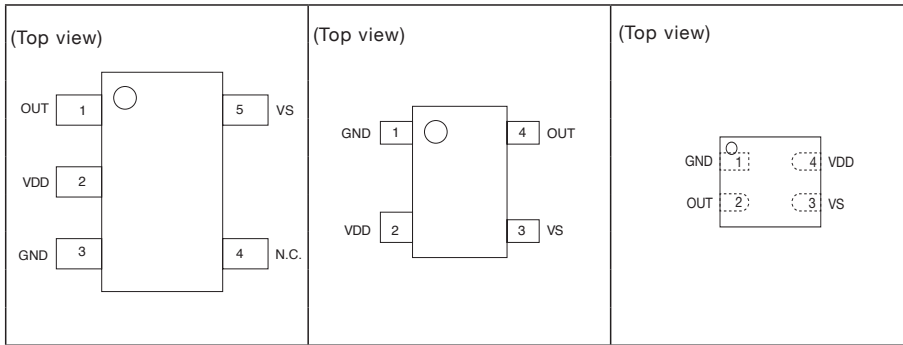 (Top view)
OUT 1 5 VS
VDD 2
GND 3 4 N.C.
(Top view)
GND 1 4 OUT
VDD 2 3 VS
(Top view)
GND 1 4 VDD
OUT 2 3 VS